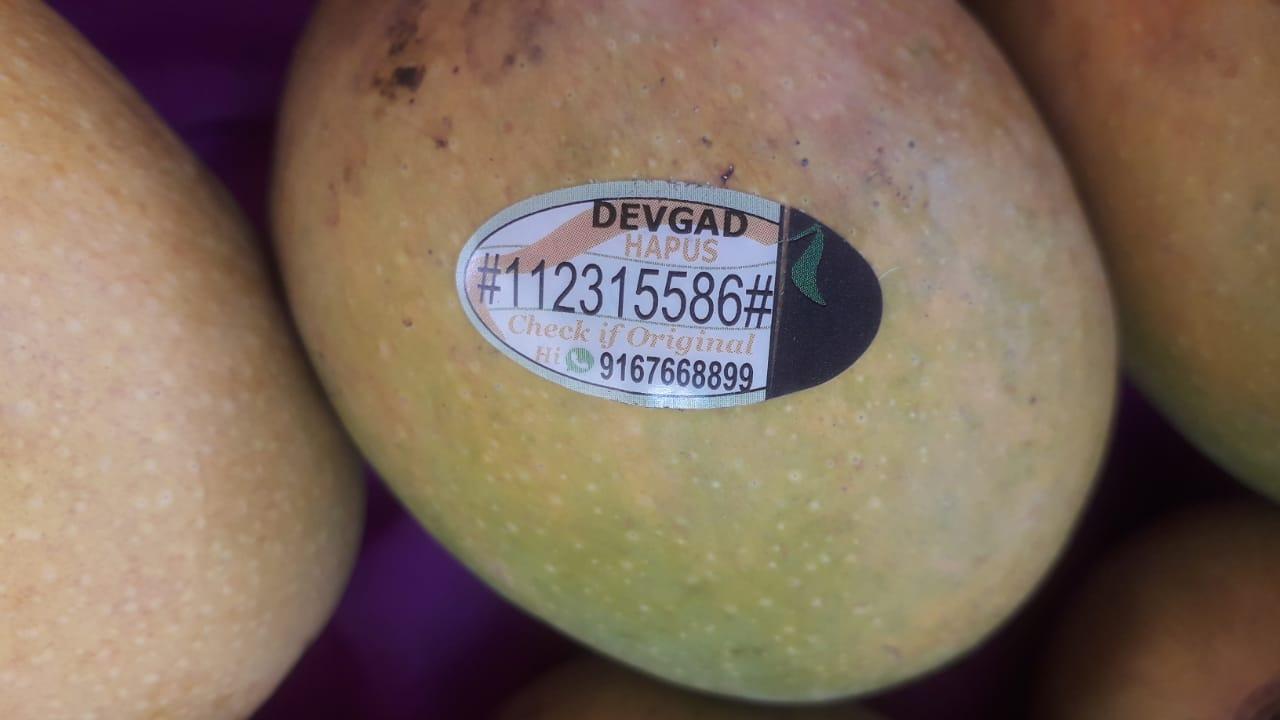 DEVGAD
HAPUS
#112315586#
Check if Original
Hi 9167668899